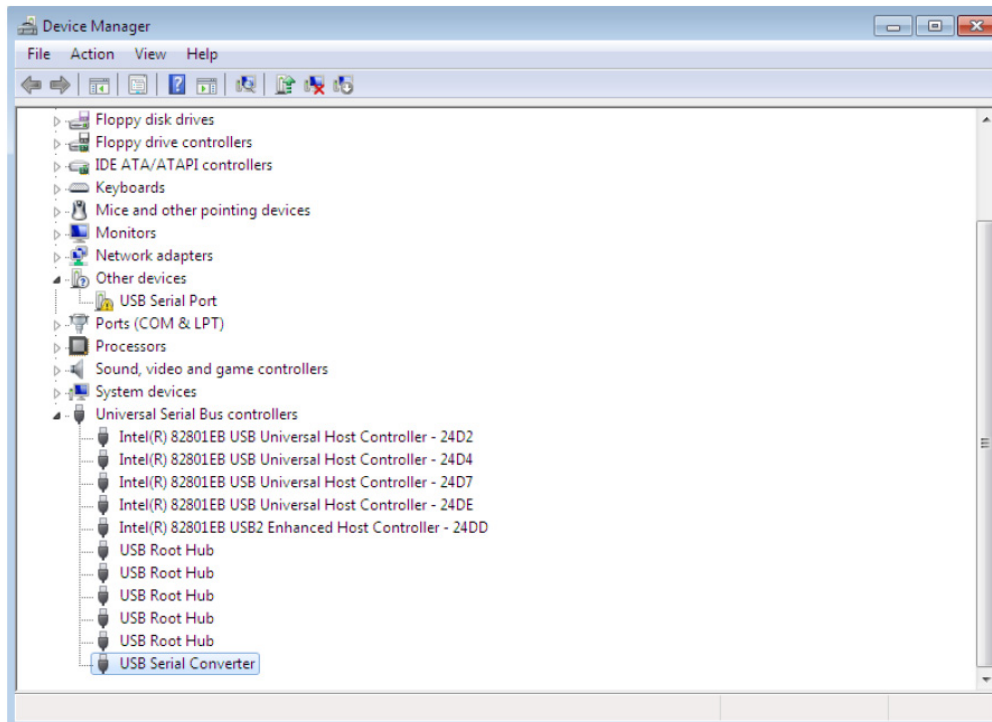 Device Manager
File Action View Help
Floppy disk drives
Floppy drive controllers
IDE ATA/ATAPI controllers
Keyboards
Mice and other pointing devices
Monitors
Network adapters
Other devices
USB Serial Port
Ports (COM & LPT)
Processors
Sound, video and game controllers
System devices
Universal Serial Bus controllers
Intel(R) 82801EB USB Universal Host Controller - 24D2
Intel(R) 82801EB USB Universal Host Controller - 24D4
Intel(R) 82801EB USB Universal Host Controller - 24D7
Intel(R) 82801EB USB Universal Host Controller - 24DE
Intel(R) 82801EB USB2 Enhanced Host Controller - 24DD
USB Root Hub
USB Root Hub
USB Root Hub
USB Root Hub
USB Root Hub
USB Serial Converter